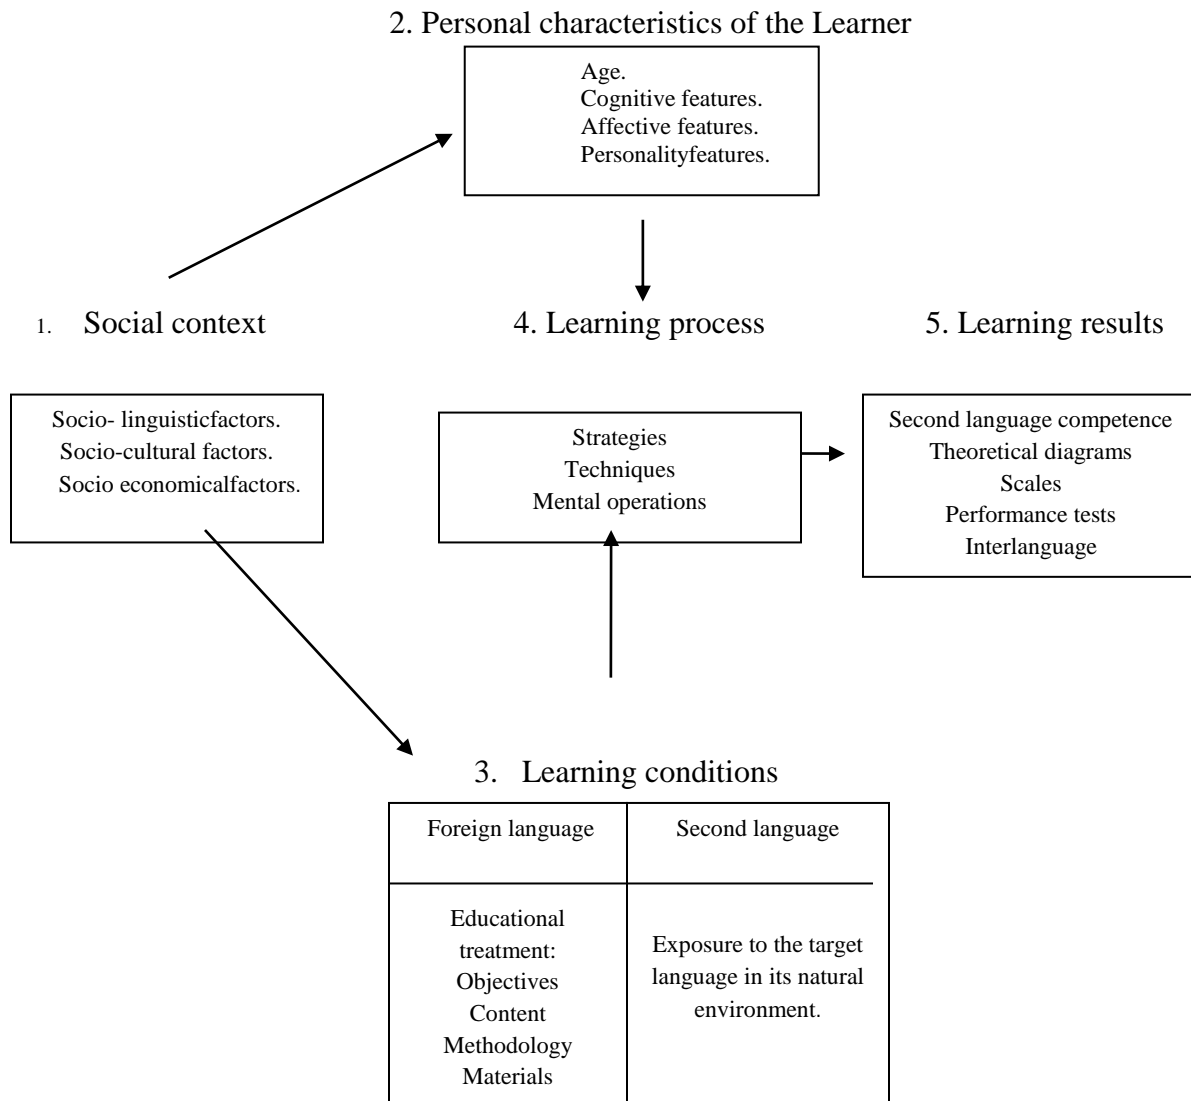 2. Personal characteristics of the Learner
Age.
Cognitive features.
Affective features.
Personalityfeatures.
1. Social context
Socio- linguisticfactors.
Socio-cultural factors.
Socio economicalfactors.
4. Learning process
Strategies
Techniques
Mental operations
5. Learning results
Second language competence
Theoretical diagrams
Scales
Performance tests
Interlanguage
3. Learning conditions
Foreign language
Educational
treatment:
Objectives
Content
Methodology
Materials
Second language
Exposure to the target
language in its natural
environment.